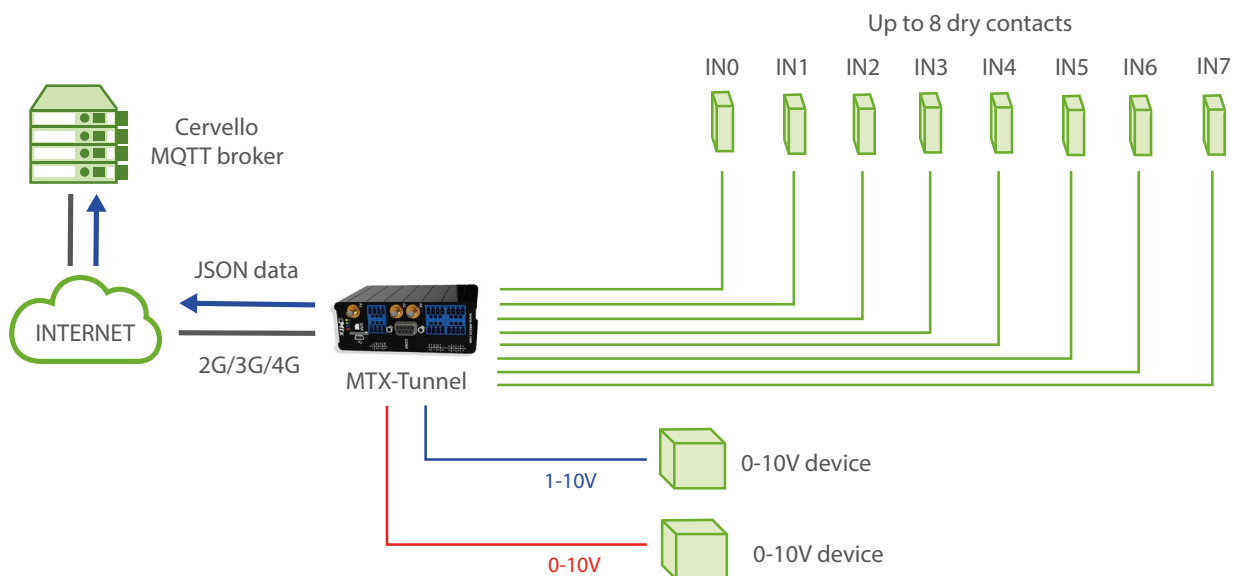 Up to 8 dry contacts
IN0 IN1 IN2 IN3 IN4 IN5 IN6 IN7
Cervello
MQTT broker
JSON data
INTERNET
2G/3G/4G
MTX-Tunnel
1-10V
0-10V device
0-10V
0-10V device